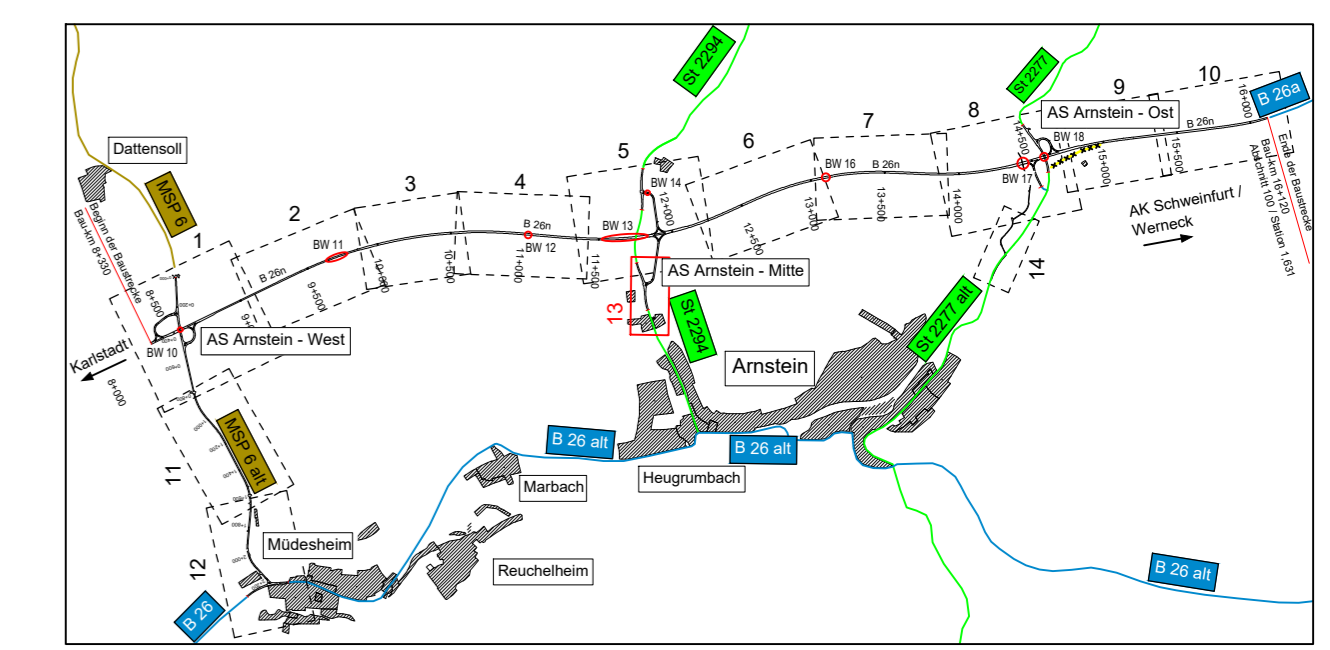 St 2294
St 2277
9
10
16+000
B 26a
8
AS Arnstein - Ost
7
6
5
B 26n
BW 18
14+500
15+000
15+500
Ende der Baustrecke
Bau-km 16+120
Abschnitt 100 / Station 1,631
Dattensoll
MSP 6
BW 16
B 26n
BW 17
13+000
13+500
14+000
BW 14
12+000
12+500
4
3
2
1
Beginn der Baustrecke
Bau-km 8+330
B 26n
BW 13
BW 12
BW 11
10+000
10+500
11+000
11+500
AK Schweinfurt /
Werneck
B 26n
9+500
8+500
AS Arnstein - Mitte
14
13
St 2294
St 2277 alt
AS Arnstein - West
BW 10
Karlstadt
8+000
Arnstein
MSP 6 alt
11
B 26 alt
B 26 alt
Heugrumbach
Marbach
Müdesheim
Reuchelheim
12
B 26
B 26 alt